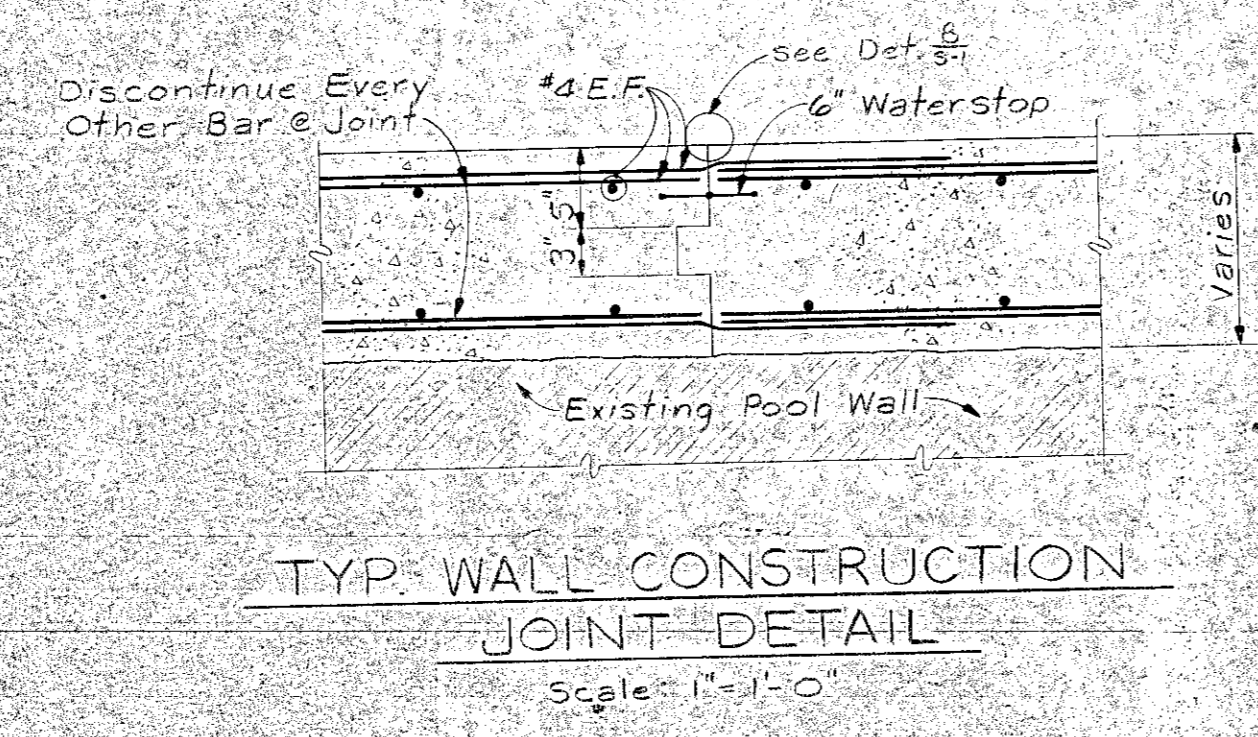 see Det. 8/S-1
Discontinue Every
Other Bar @ Joint
#4 E.F.
6" Waterstop
5"
3"
Varies
Existing Pool Wall
TYP. WALL CONSTRUCTION
JOINT DETAIL
Scale: 1"=1'-0"